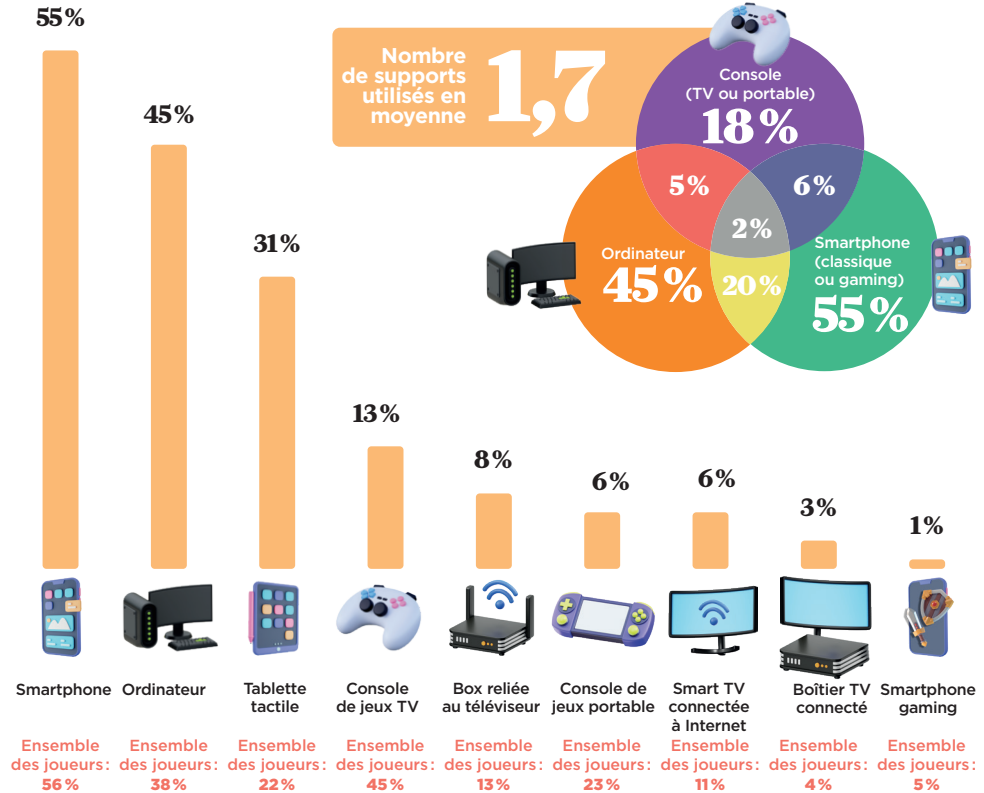 55%
45%
31%
13%
8%
6%
6%
3%
1%
Nombre
de supports
utilisés en
moyenne
1,7
Console
(TV ou portable)
18%
5%
6%
2%
Ordinateur
45%
20%
Smartphone
(classique
ou gaming)
55%
Smartphone
Ordinateur
Tablette
tactile
Console
de jeux TV
Box reliée
au téléviseur
Console de
jeux portable
Smart TV
connectée
à Internet
Boîtier TV
connecté
Smartphone
gaming
Ensemble
des joueurs :
56%
Ensemble
des joueurs :
38%
Ensemble
des joueurs :
22%
Ensemble
des joueurs :
45%
Ensemble
des joueurs :
13%
Ensemble
des joueurs :
23%
Ensemble
des joueurs :
11%
Ensemble
des joueurs :
4%
Ensemble
des joueurs :
5%